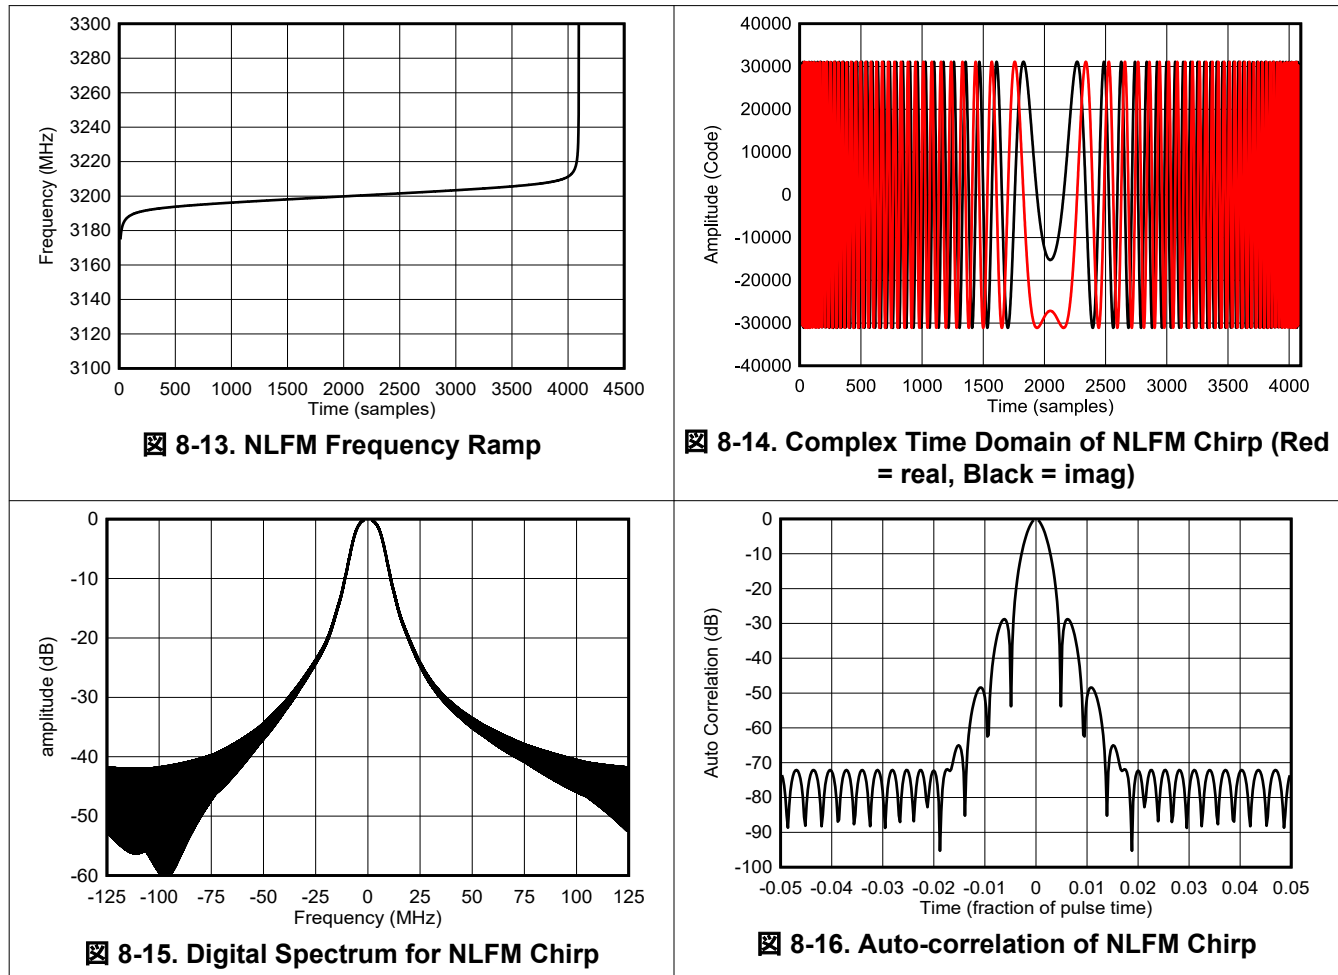 3300
3280
3260
3240
3220
3200
3180
3160
3140
3120
3100
Frequency (MHz)
0 500 1000 1500 2000 2500 3000 3500 4000 4500
Time (samples)
図 8-13. NLFM Frequency Ramp
40000
30000
20000
10000
0
-10000
-20000
-30000
-40000
Amplitude (Code)
0 500 1000 1500 2000 2500 3000 3500 4000
Time (samples)
図 8-14. Complex Time Domain of NLFM Chirp (Red
= real, Black = imag)
0
-10
-20
-30
-40
-50
-60
amplitude (dB)
-125 -100 -75 -50 -25 0 25 50 75 100 125
Frequency (MHz)
図 8-15. Digital Spectrum for NLFM Chirp
0
-10
-20
-30
-40
-50
-60
-70
-80
-90
-100
Auto Correlation (dB)
-0.05 -0.04 -0.03 -0.02 -0.01 0 0.01 0.02 0.03 0.04 0.05
Time (fraction of pulse time)
図 8-16. Auto-correlation of NLFM Chirp